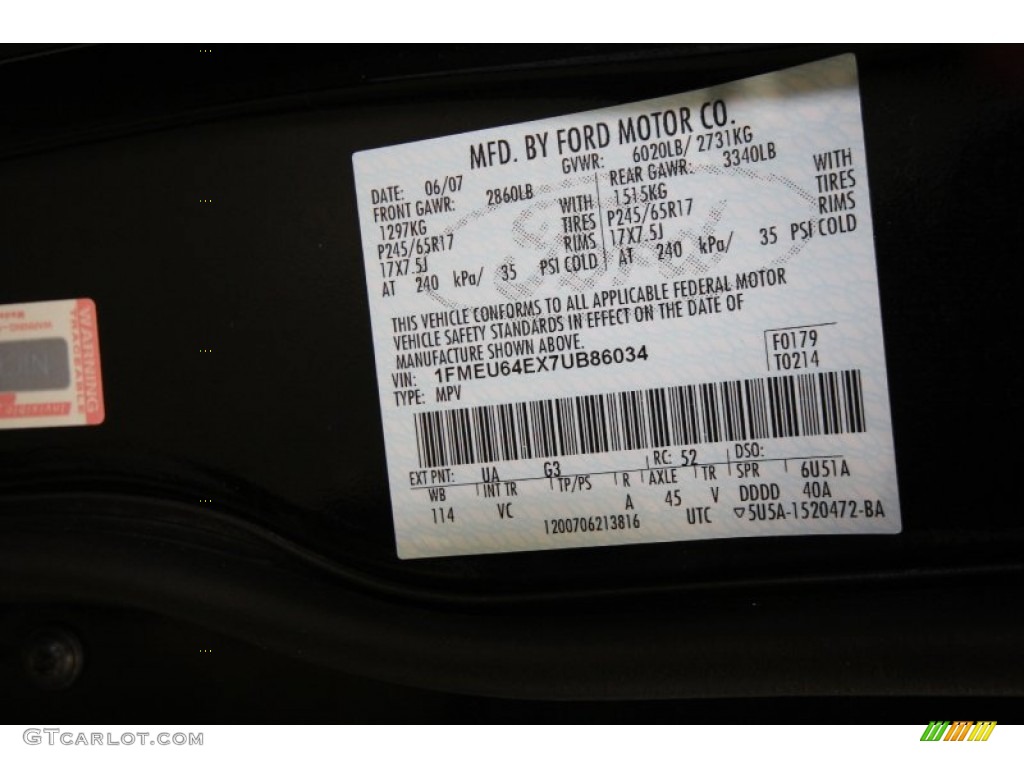 MFD. BY FORD MOTOR CO.
DATE: 06/07 GVWR: 6020LB/ 2731KG
FRONT GAWR: 2860LB REAR GAWR: 3340LB
1297KG WITH 1515KG WITH
P245/65R17 TIRES P245/65R17 TIRES
17X7.5J RIMS 17X7.5J RIMS
AT 240 kPa/ 35 PSI COLD AT 240 kPa/ 35 PSI COLD
THIS VEHICLE CONFORMS TO ALL APPLICABLE FEDERAL MOTOR
VEHICLE SAFETY STANDARDS IN EFFECT ON THE DATE OF
MANUFACTURE SHOWN ABOVE.
VIN: 1FMEU64EX7UB86034 F0179
TYPE: MPV T0214
EXT PNT: UA G3 RC: 52 DSO:
WB INT TR TP/PS R AXLE TR SPR 6U51A
114 VC A 45 V DDDD 40A
1200706213816 UTC ▽5U5A-1520472-BA
WARNING
TRACEABLE
GTCarLot.com